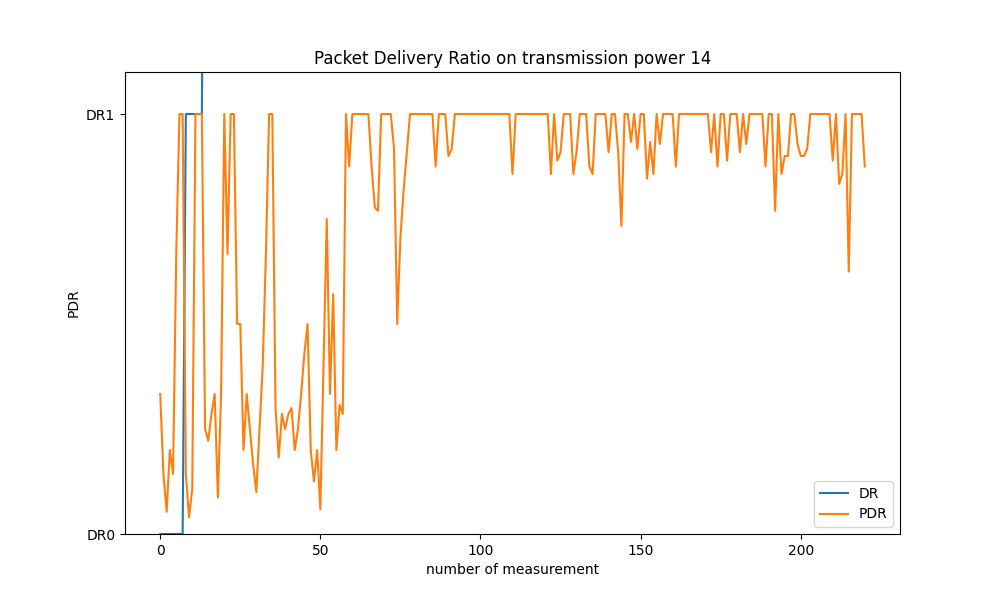 Packet Delivery Ratio on transmission power 14
DR1
PDR
DR0
0
50
100
150
200
number of measurement
DR
PDR